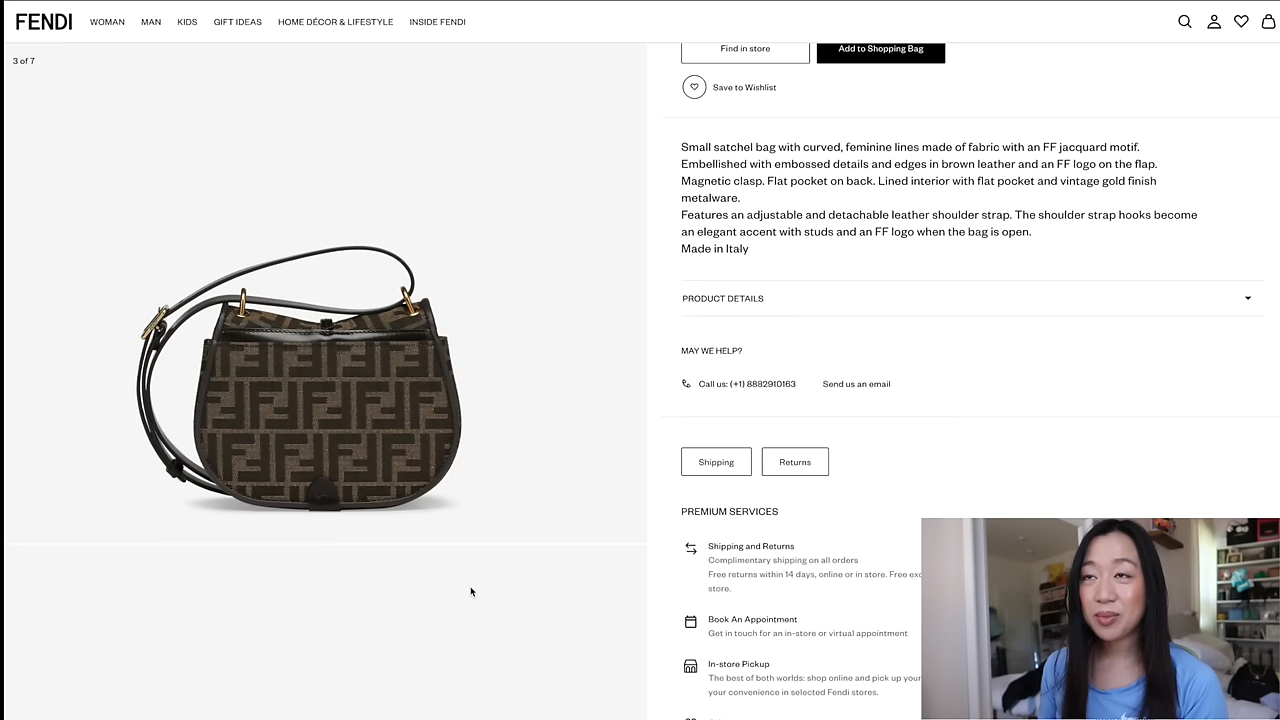 FENDI
WOMAN
MAN
KIDS
GIFT IDEAS
HOME DÉCOR & LIFESTYLE
INSIDE FENDI
3 of 7
Find in store
Add to Shopping Bag
Save to Wishlist
Small satchel bag with curved, feminine lines made of fabric with an FF jacquard motif.
Embellished with embossed details and edges in brown leather and an FF logo on the flap.
Magnetic clasp. Flat pocket on back. Lined interior with flat pocket and vintage gold finish
metalware.
Features an adjustable and detachable leather shoulder strap. The shoulder strap hooks become
an elegant accent with studs and an FF logo when the bag is open.
Made in Italy
PRODUCT DETAILS
MAY WE HELP?
Call us: (+1) 8882910163
Send us an email
Shipping
Returns
PREMIUM SERVICES
Shipping and Returns
Complimentary shipping on all orders
Free returns within 14 days, online or in store. Free
store.
Book An Appointment
Get in touch for an in-store or virtual appointment
In-store Pickup
The best of both worlds: shop online and pick up your
your convenience in selected Fendi stores.